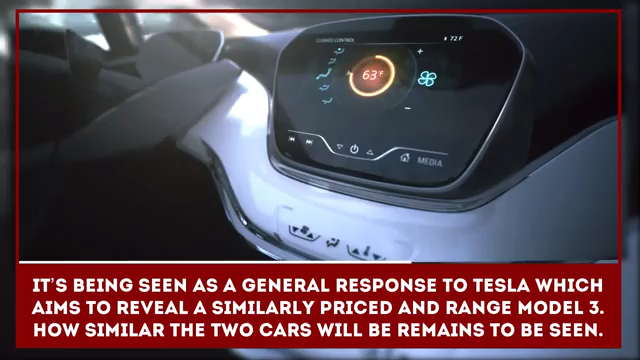 CLIMATE CONTROL
72 F
+
63°F
−
MEDIA
IT'S BEING SEEN AS A GENERAL RESPONSE TO TESLA WHICH
AIMS TO REVEAL A SIMILARLY PRICED AND RANGE MODEL 3.
HOW SIMILAR THE TWO CARS WILL BE REMAINS TO BE SEEN.